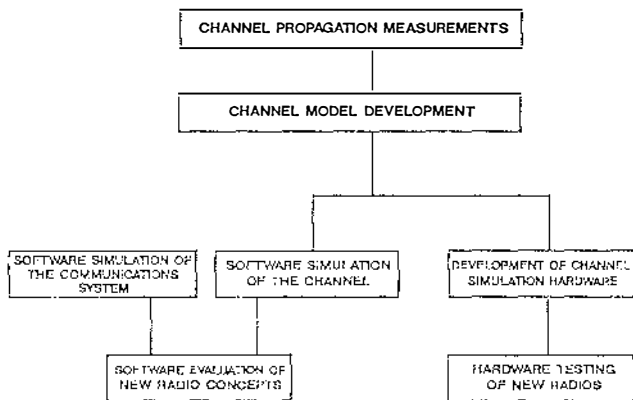 CHANNEL PROPAGATION MEASUREMENTS
CHANNEL MODEL DEVELOPMENT
SOFTWARE SIMULATION OF
THE COMMUNICATIONS
SYSTEM
SOFTWARE SIMULATION
OF THE CHANNEL
DEVELOPMENT OF CHANNEL
SIMULATION HARDWARE
SOFTWARE EVALUATION OF
NEW RADIO CONCEPTS
HARDWARE TESTING
OF NEW RADIOS